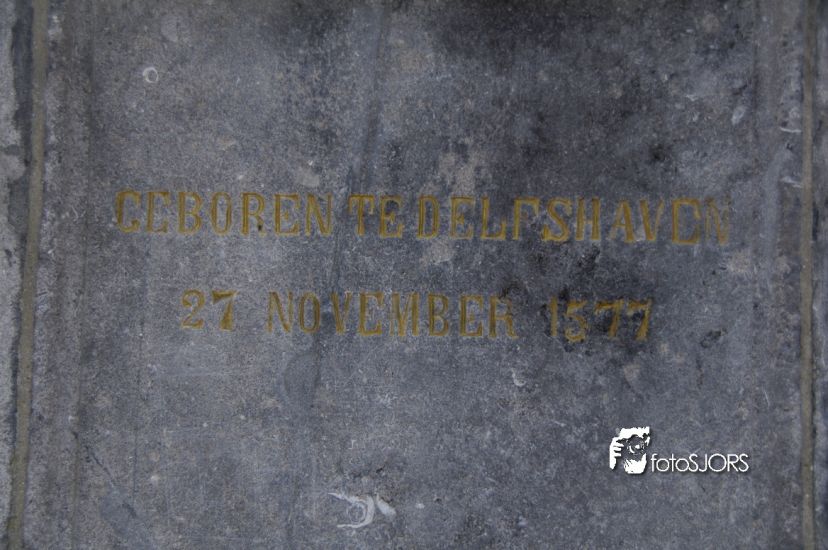 GEBOREN TE DELFSHAVEN
27 NOVEMBER 1577
fotoSJORS